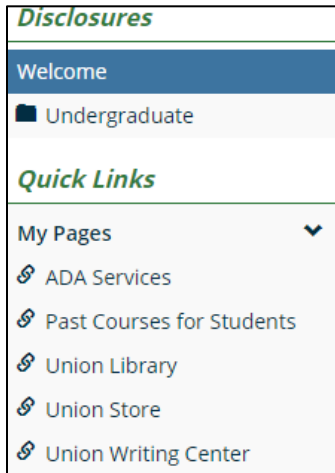 Disclosures
Welcome
Undergraduate
Quick Links
My Pages
ADA Services
Past Courses for Students
Union Library
Union Store
Union Writing Center